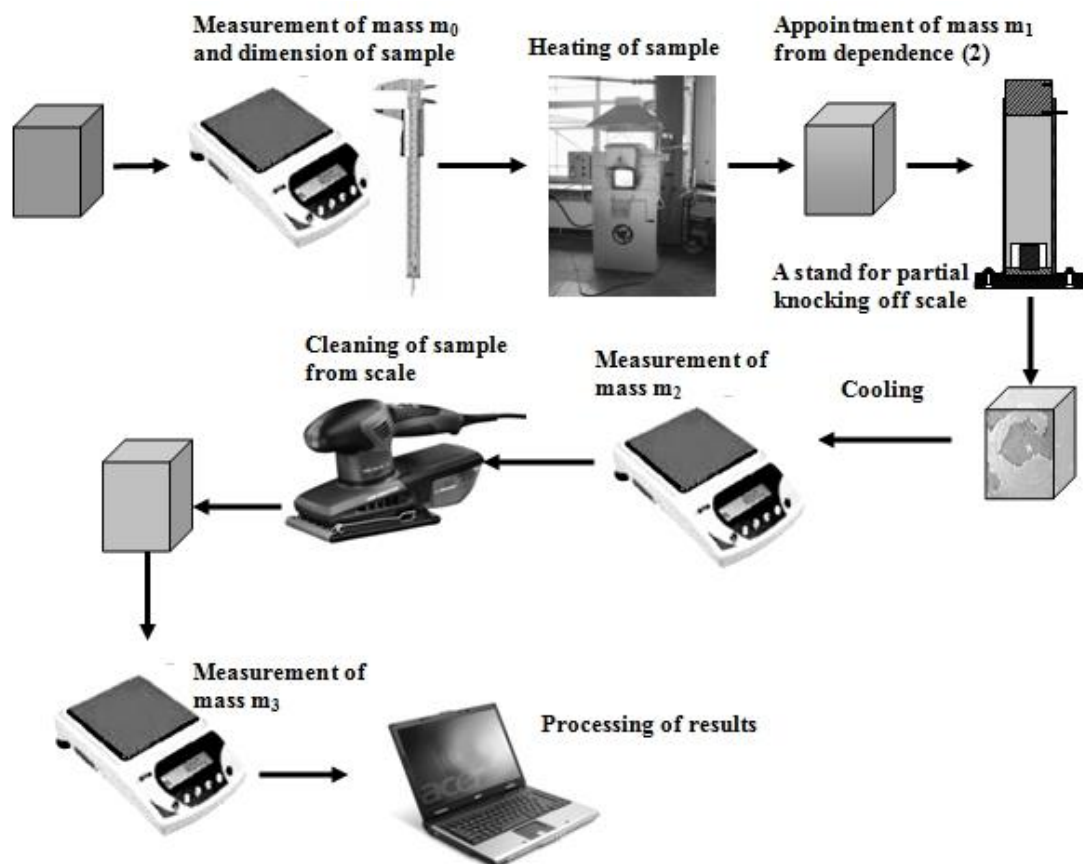 Measurement of mass m₀
and dimension of sample
Heating of sample
Appointment of mass m₁
from dependence (2)
A stand for partial
knocking off scale
Cooling
Measurement of
mass m₂
Cleaning of sample
from scale
Measurement of
mass m₃
Processing of results
acer